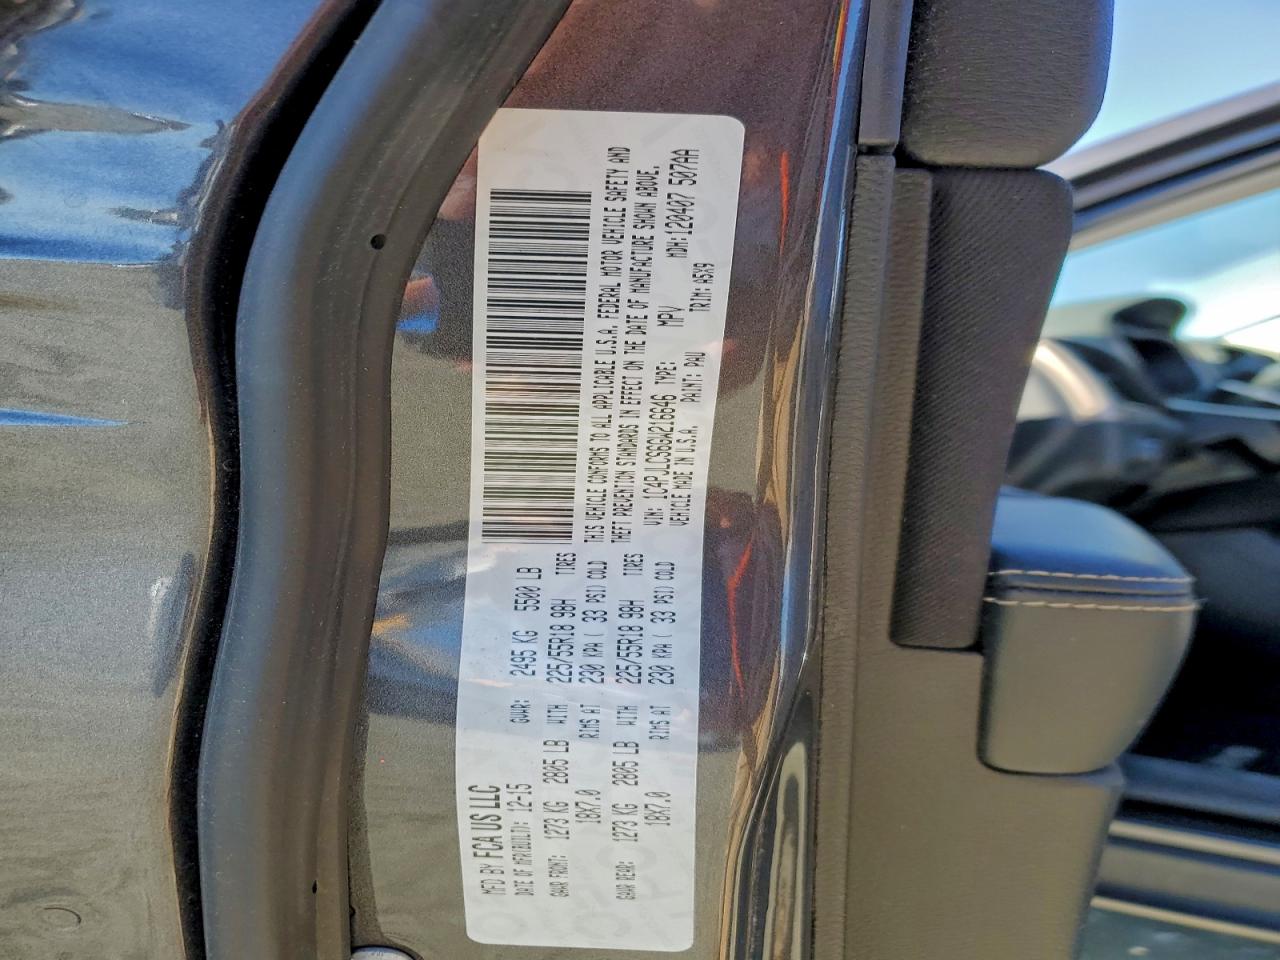 MFD BY FCA US LLC
DATE OF MFR(BUILT): 12-15 GVWR: 2495 KG 5500 LB
GAWR FRONT: 1273 KG 2805 LB WITH 225/55R18 98H TIRES
18X7.0 RIMS AT 230 KPA ( 33 PSI) COLD
GAWR REAR: 1273 KG 2805 LB WITH 225/55R18 98H TIRES
18X7.0 RIMS AT 230 KPA ( 33 PSI) COLD
THIS VEHICLE CONFORMS TO ALL APPLICABLE U.S.A. FEDERAL MOTOR VEHICLE SAFETY AND
THEFT PREVENTION STANDARDS IN EFFECT ON THE DATE OF MANUFACTURE SHOWN ABOVE.
VIN: 1C4PJLCS6GW216646 TYPE: MPV MDH:120407 507AA
VEHICLE MADE IN U.S.A. PAINT: PAU TRIM: A5X9